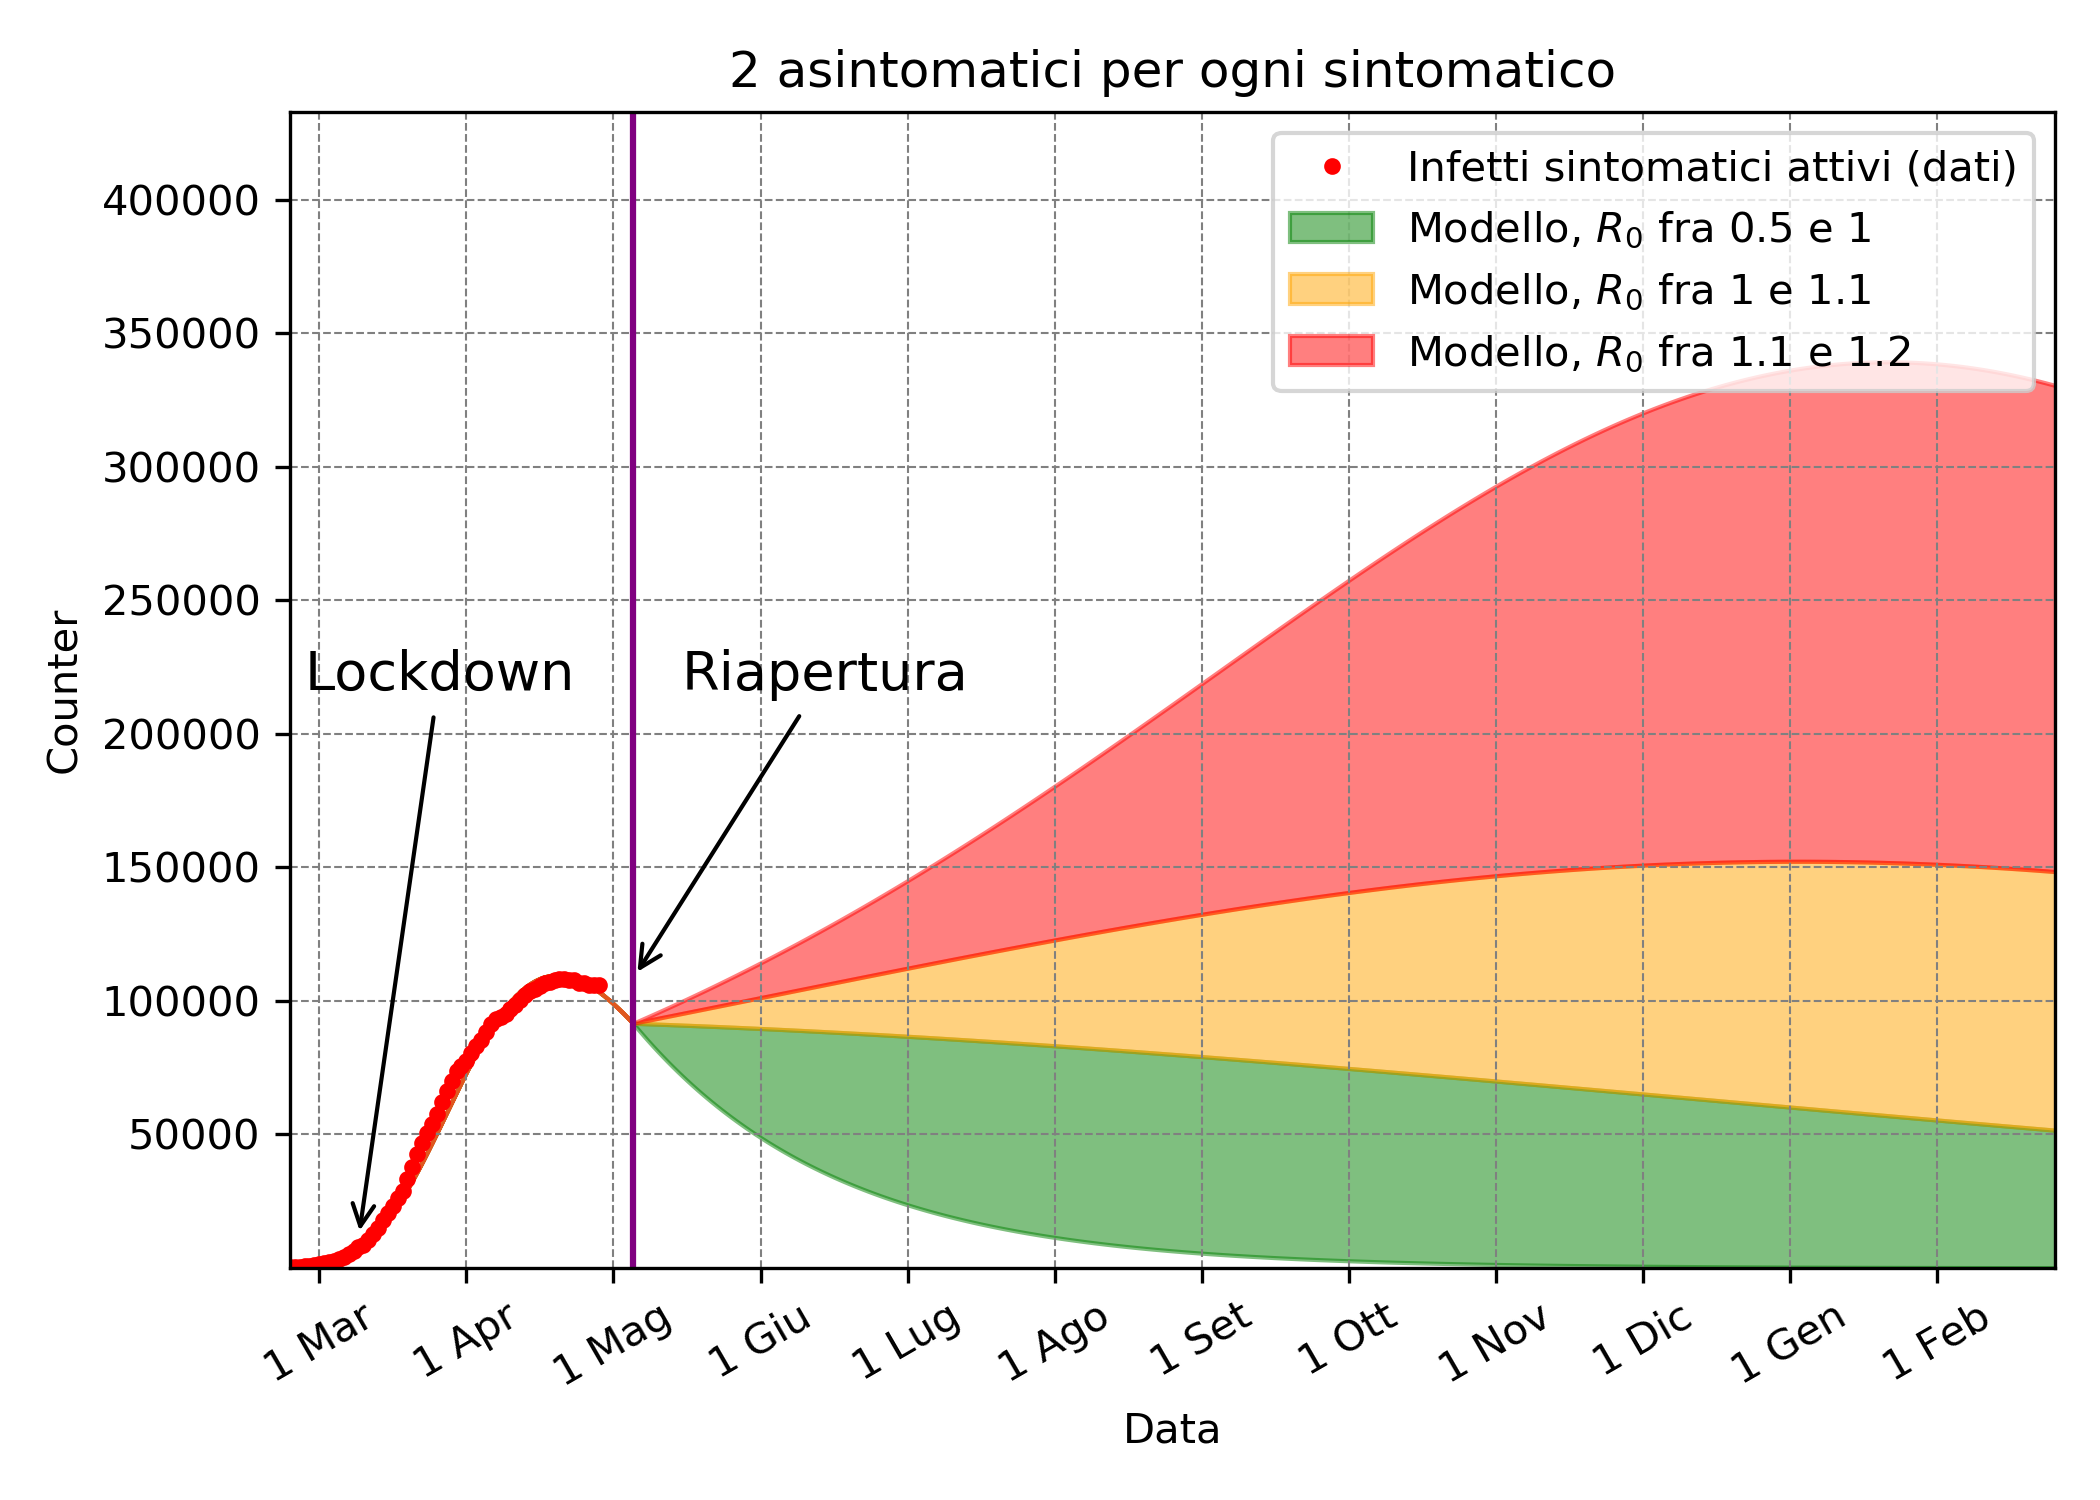 2 asintomatici per ogni sintomatico
Infetti sintomatici attivi (dati)
Modello, R₀ fra 0.5 e 1
Modello, R₀ fra 1 e 1.1
Modello, R₀ fra 1.1 e 1.2
400000
350000
300000
250000
200000
150000
100000
50000
Counter
Lockdown
Riapertura
1 Mar
1 Apr
1 Mag
1 Giu
1 Lug
1 Ago
1 Set
1 Ott
1 Nov
1 Dic
1 Gen
1 Feb
Data